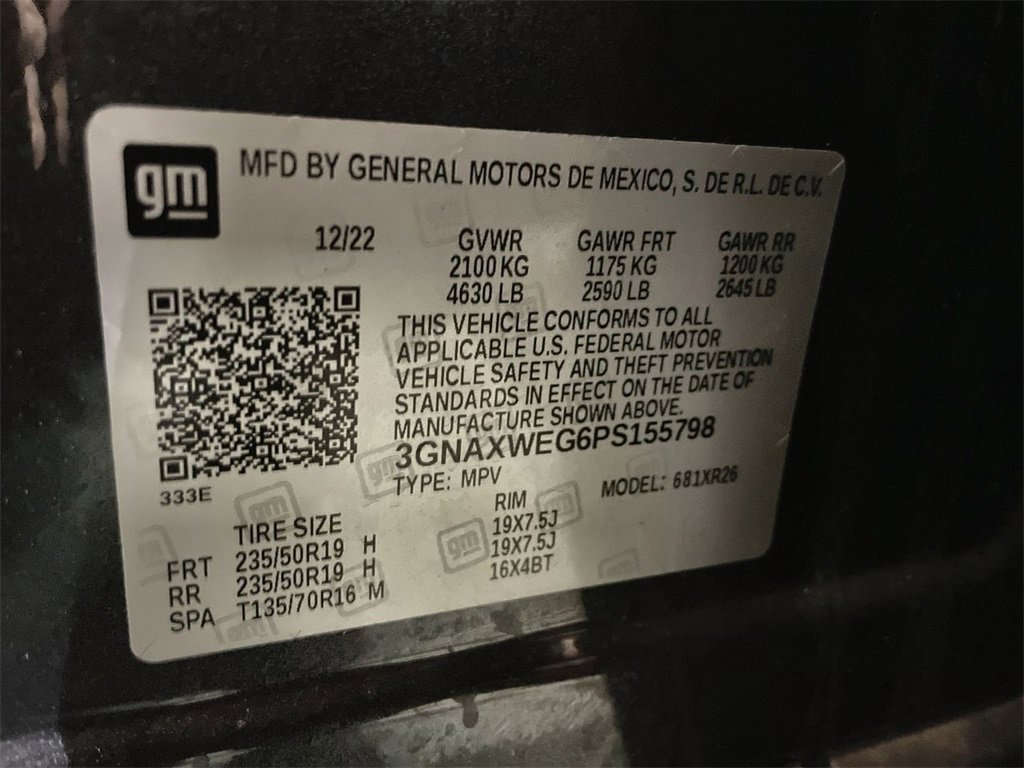 gm MFD BY GENERAL MOTORS DE MEXICO, S. DE R.L. DE C.V.
12/22 GVWR GAWR FRT GAWR RR
2100 KG 1175 KG 1200 KG
4630 LB 2590 LB 2645 LB
THIS VEHICLE CONFORMS TO ALL
APPLICABLE U.S. FEDERAL MOTOR
VEHICLE SAFETY AND THEFT PREVENTION
STANDARDS IN EFFECT ON THE DATE OF
MANUFACTURE SHOWN ABOVE.
3GNAXWEG6PS155798
TYPE: MPV MODEL: 681XR26
333E
TIRE SIZE RIM
FRT 235/50R19 H 19X7.5J
RR 235/50R19 H 19X7.5J
SPA T135/70R16 M 16X4BT
gm